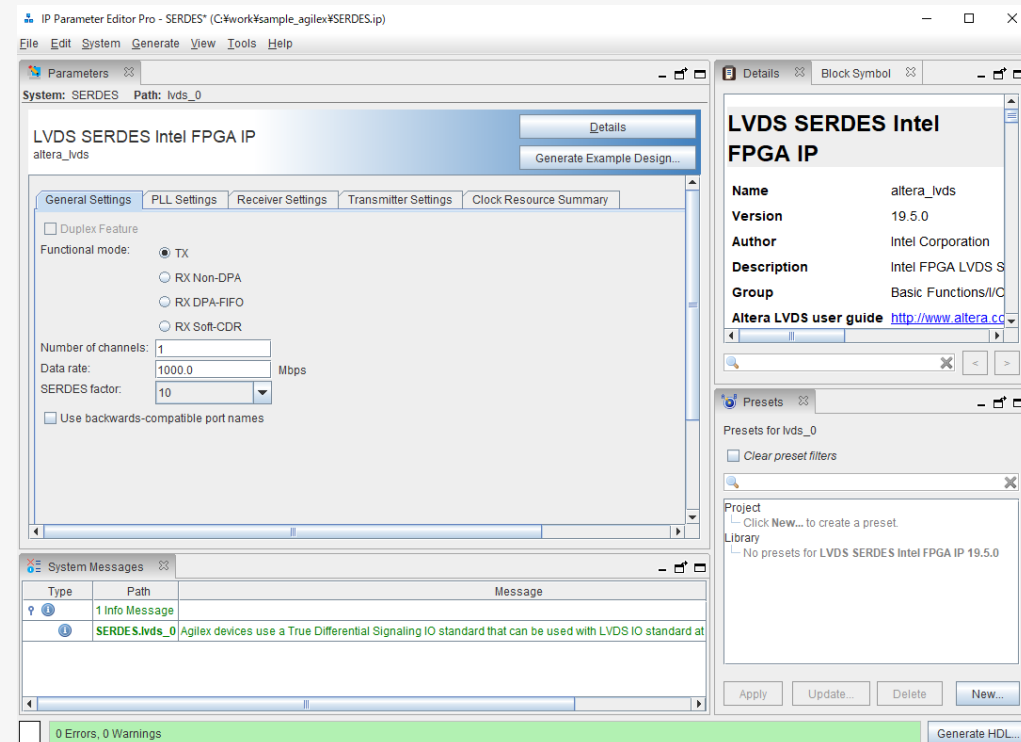 IP Parameter Editor Pro - SERDES* (C:¥work¥sample_agilex¥SERDES.ip)
File Edit System Generate View Tools Help
Parameters
System: SERDES Path: lvds_0
LVDS SERDES Intel FPGA IP
altera_lvds
Details
Generate Example Design...
General Settings PLL Settings Receiver Settings Transmitter Settings Clock Resource Summary
Duplex Feature
Functional mode: TX
RX Non-DPA
RX DPA-FIFO
RX Soft-CDR
Number of channels: 1
Data rate: 1000.0 Mbps
SERDES factor: 10
Use backwards-compatible port names
System Messages
Type Path Message
1 Info Message
SERDES.lvds_0 Agilex devices use a True Differential Signaling IO standard that can be used with LVDS IO standard at
0 Errors, 0 Warnings
Details Block Symbol
LVDS SERDES Intel
FPGA IP
Name altera_lvds
Version 19.5.0
Author Intel Corporation
Description Intel FPGA LVDS S
Group Basic Functions/I/O
Altera LVDS user guide http://www.altera.co
< >
Presets
Presets for lvds_0
Clear preset filters
Project
Click New... to create a preset.
Library
No presets for LVDS SERDES Intel FPGA IP 19.5.0
Apply Update... Delete New...
Generate HDL...